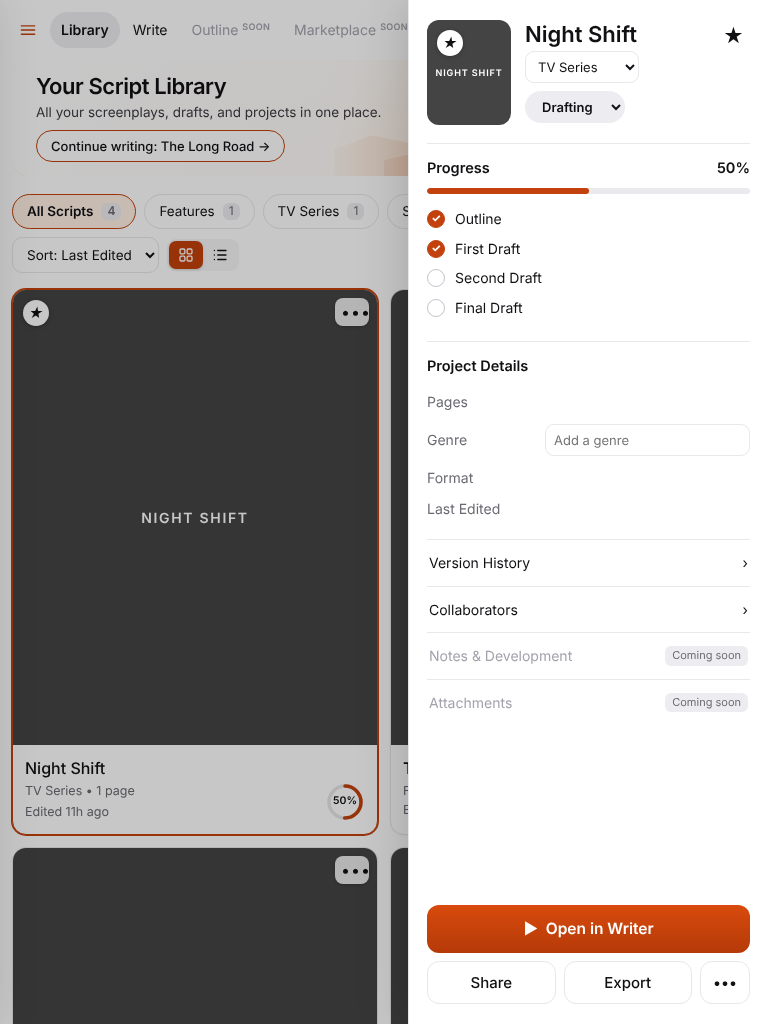 Library Write Outline SOON Marketplace SOON
Your Script Library
All your screenplays, drafts, and projects in one place.
Continue writing: The Long Road →
All Scripts 4 Features 1 TV Series 1 S
Sort: Last Edited
NIGHT SHIFT
Night Shift
TV Series • 1 page
Edited 11h ago
50%
NIGHT SHIFT
Night Shift
TV Series
Drafting
Progress 50%
Outline
First Draft
Second Draft
Final Draft
Project Details
Pages
Genre Add a genre
Format
Last Edited
Version History ›
Collaborators ›
Notes & Development Coming soon
Attachments Coming soon
Open in Writer
Share Export